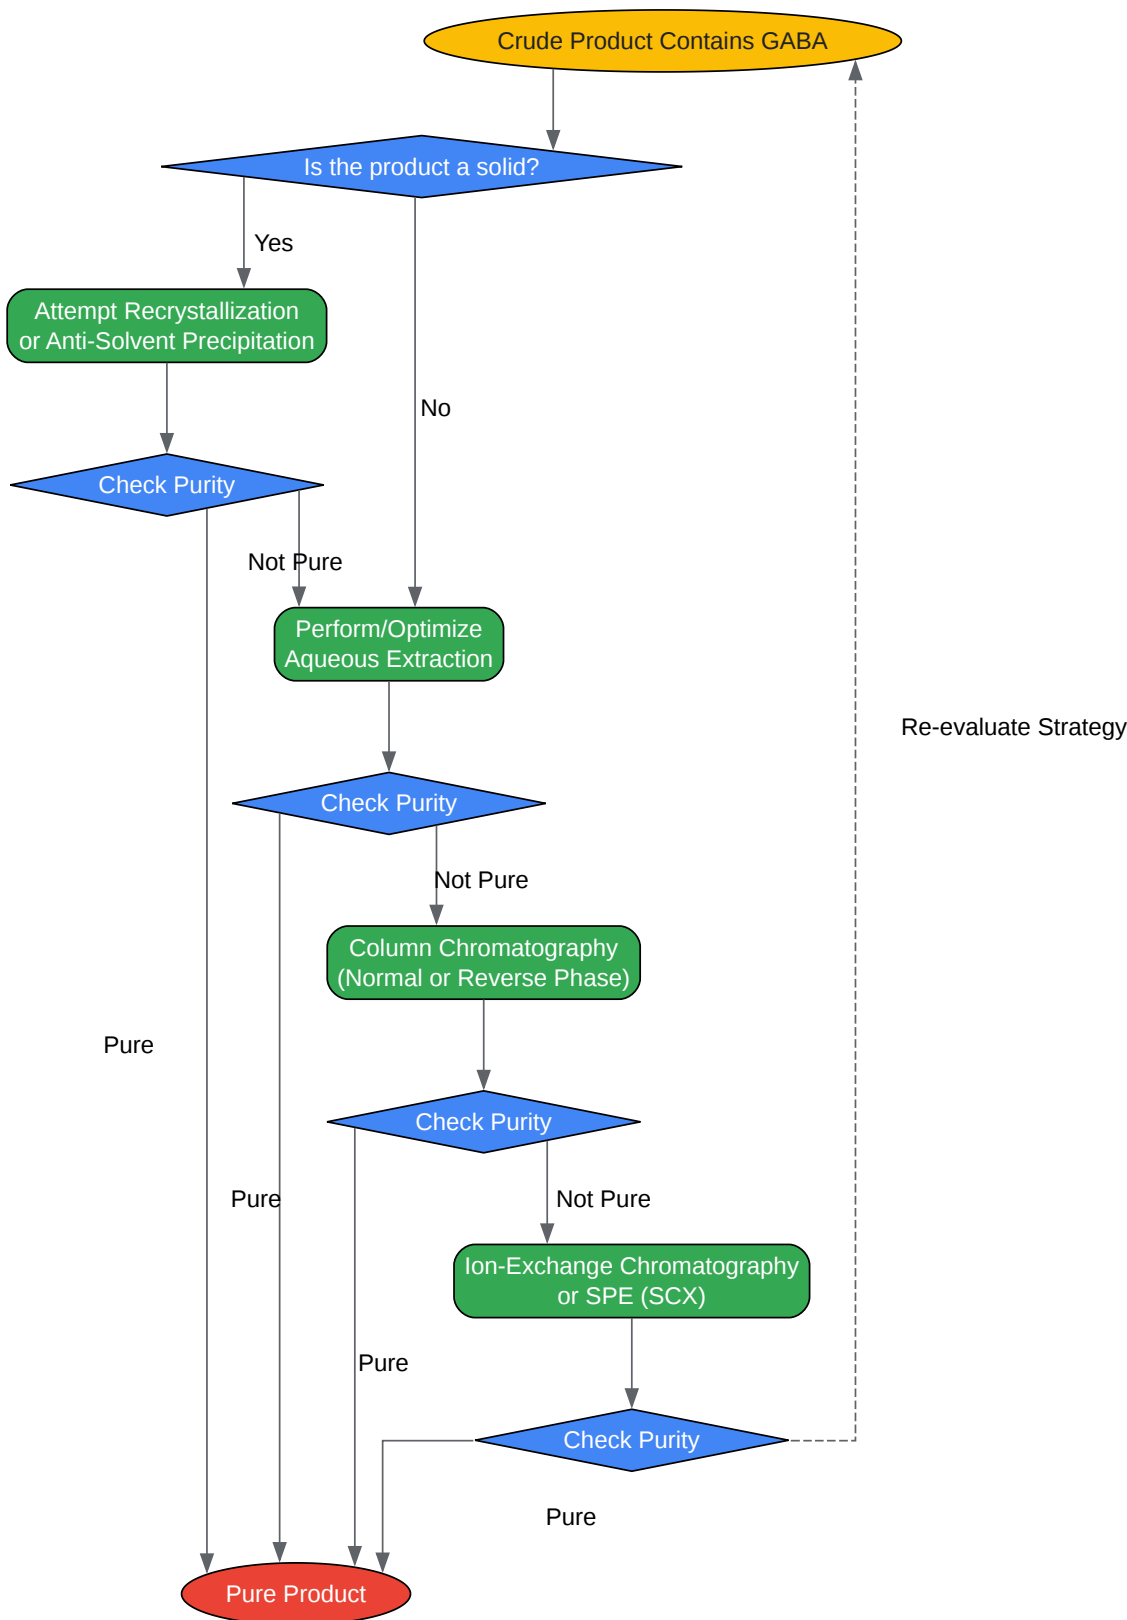 Crude Product Contains GABA
Is the product a solid?
Yes
Attempt Recrystallization
or Anti-Solvent Precipitation
No
Check Purity
Not Pure
Perform/Optimize
Aqueous Extraction
Re-evaluate Strategy
Check Purity
Not Pure
Column Chromatography
(Normal or Reverse Phase)
Pure
Check Purity
Pure
Not Pure
Ion-Exchange Chromatography
or SPE (SCX)
Pure
Check Purity
Pure
Pure Product